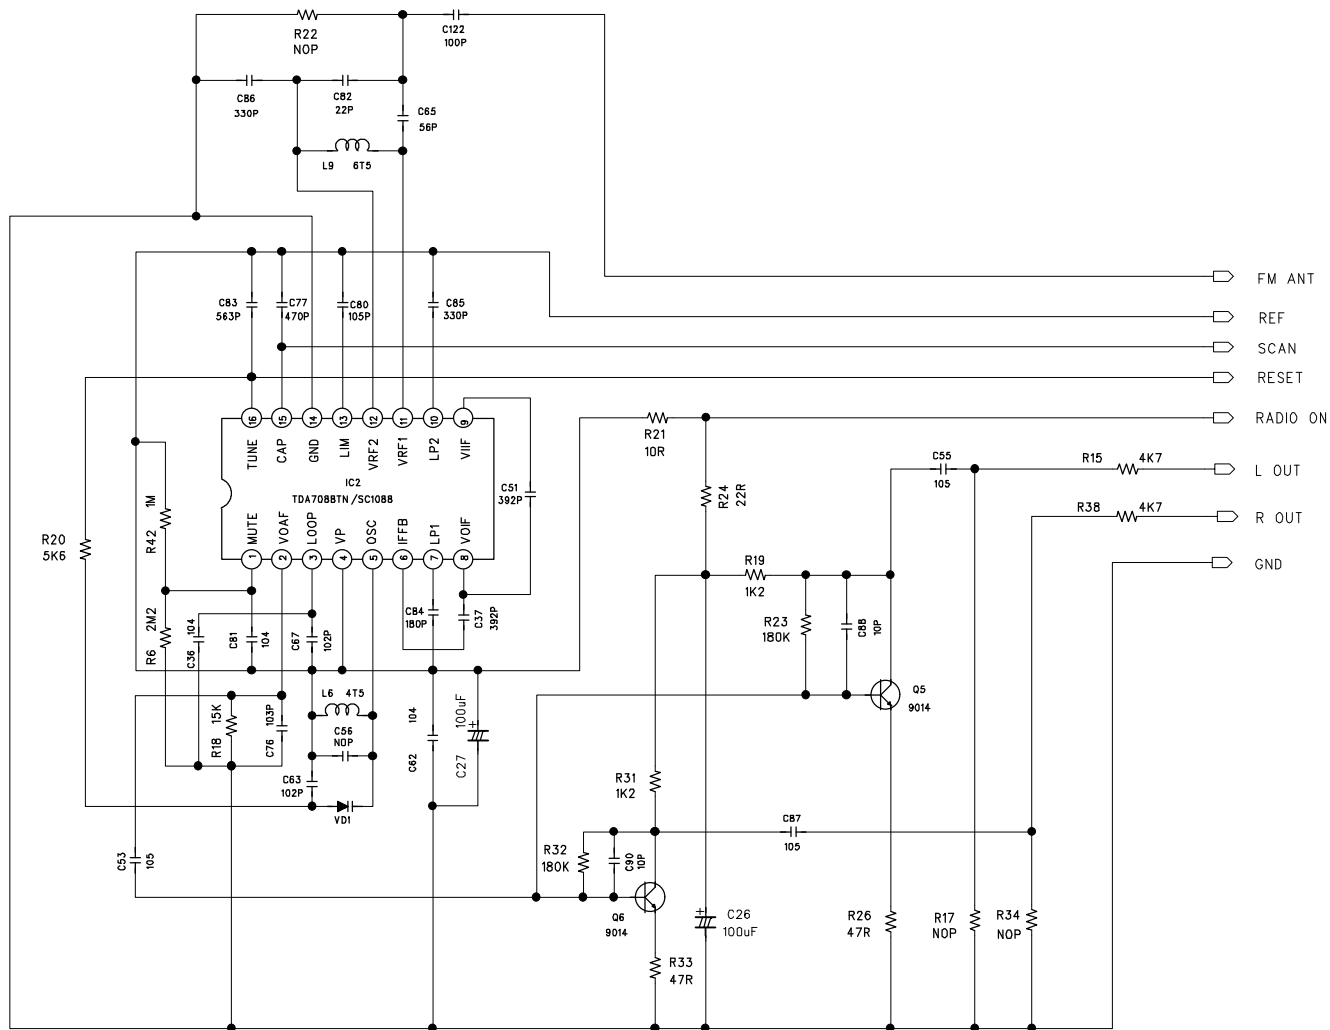 R22
NOP
C122
100P
C86
330P
C82
22P
C65
56P
L9 6T5
C83
563P
C77
470P
C80
105P
C85
330P
FM ANT
REF
SCAN
RESET
RADIO ON
L OUT
R OUT
GND
16 15 14 13 12 11 10 9
TUNE CAP GND LIM VRF2 VRF1 LP2 VIIF
IC2
TDA7088TN/SC1088
MUTE VOAF LOOP VP OSC IFFB LP1 VOIF
1 2 3 4 5 6 7 8
C51
392P
R21
10R
R24
22R
C55
105
R15 4K7
R38 4K7
R20
5K6
R42 1M
R6 2M2
C36 104
C81 104
C67 102P
C84
180P
C37 392P
R19
1K2
R23
180K
C88 10P
Q5
9014
R18 15K
C76 103P
L6 4T5
C56
NOP
C63
102P
VD1
C62 104
C27 100uF
+
R31
1K2
C87
105
C53 105
R32
180K
C90 10P
Q6
9014
+
C26
100uF
R33
47R
R26
47R
R17
NOP
R34
NOP